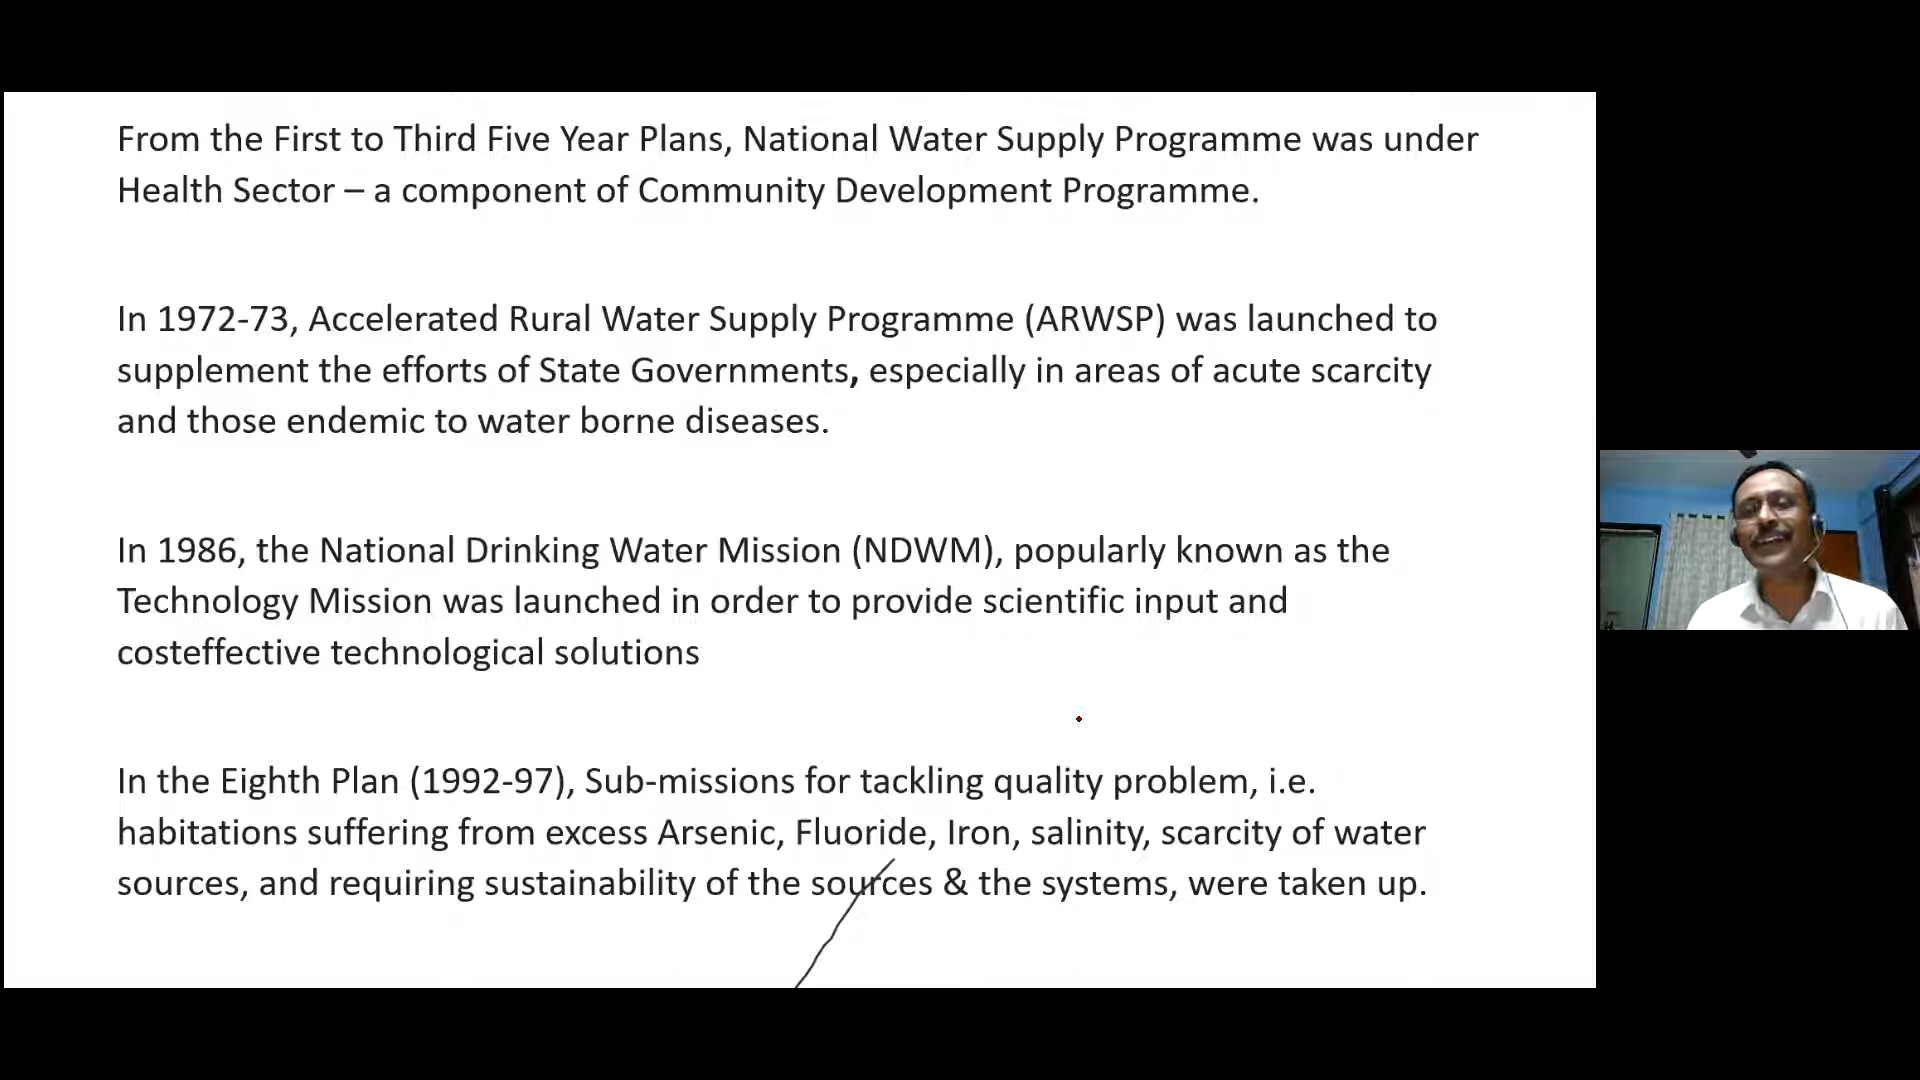 From the First to Third Five Year Plans, National Water Supply Programme was under
Health Sector – a component of Community Development Programme.
In 1972-73, Accelerated Rural Water Supply Programme (ARWSP) was launched to
supplement the efforts of State Governments, especially in areas of acute scarcity
and those endemic to water borne diseases.
In 1986, the National Drinking Water Mission (NDWM), popularly known as the
Technology Mission was launched in order to provide scientific input and
costeffective technological solutions
In the Eighth Plan (1992-97), Sub-missions for tackling quality problem, i.e.
habitations suffering from excess Arsenic, Fluoride, Iron, salinity, scarcity of water
sources, and requiring sustainability of the sources & the systems, were taken up.